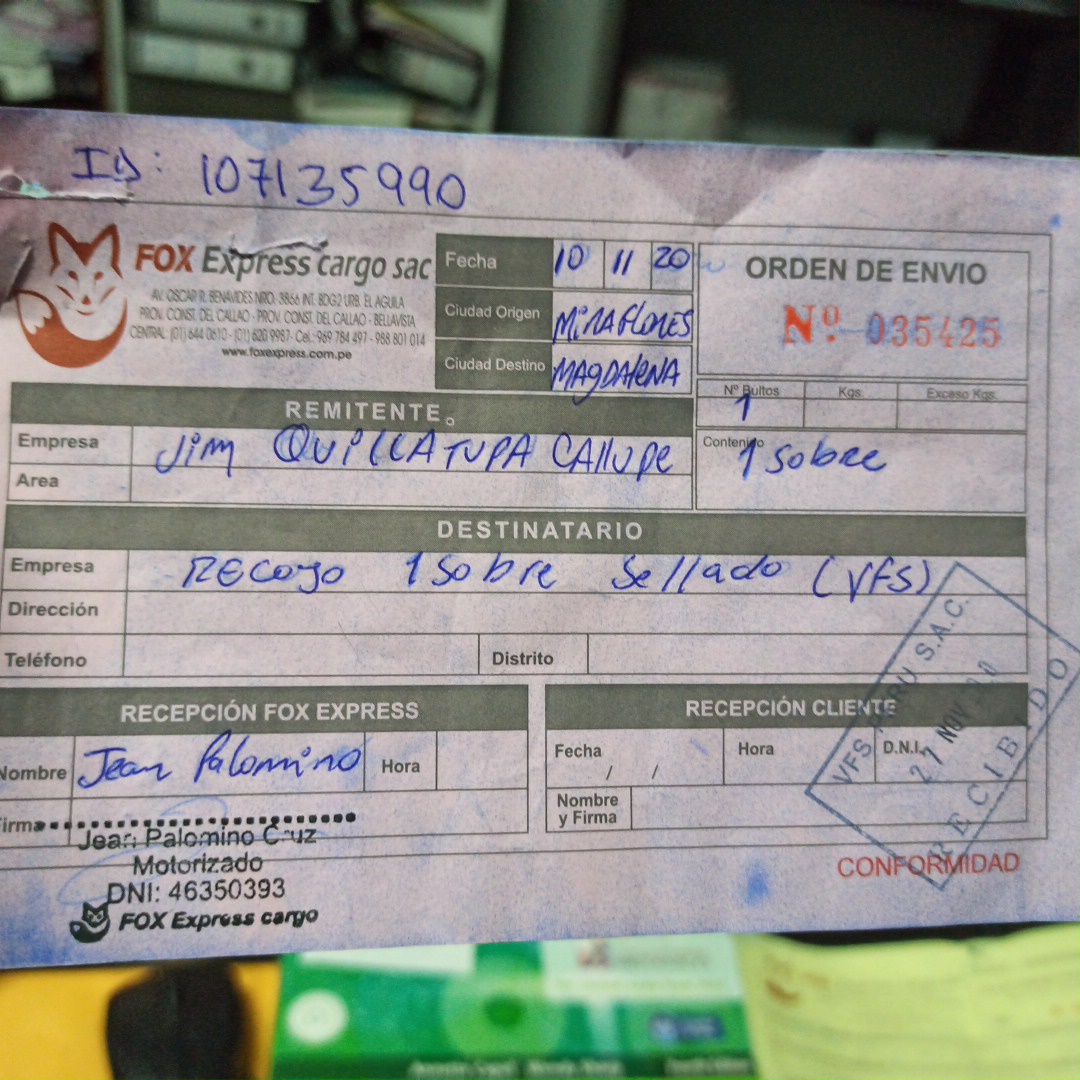 ID: 107135990
FOX Express cargo sac
AV. OSCAR R. BENAVIDES NRO. 3866 INT. BDG2 URB. EL AGUILA
PROV. CONST. DEL CALLAO - PROV. CONST. DEL CALLAO - BELLAVISTA
CENTRAL: (01) 644 0610 - (01) 620 9987 - Cel.: 969 784 497 - 988 801 014
www.foxexpress.com.pe
Fecha 10 11 20
Ciudad Origen MIRAFLORES
Ciudad Destino MAgDAleNA
ORDEN DE ENVIO
Nº 035425
Nº Bultos Kgs. Exceso Kgs.
1
Contenido 1 sobre
REMITENTE
Empresa Jim QUILLATUPA CAllupe
Area
DESTINATARIO
Empresa RECOJO 1 Sobre Sellado (VFS)
Dirección
Teléfono Distrito
RECEPCIÓN FOX EXPRESS
Nombre Jean Palomino Hora
Firma
Jean Palomino Cruz
Motorizado
DNI: 46350393
FOX Express cargo
RECEPCIÓN CLIENTE
Fecha / / Hora D.N.I.
Nombre
y Firma
VFS PERU S.A.C.
NOV
RECIBIDO
CONFORMIDAD